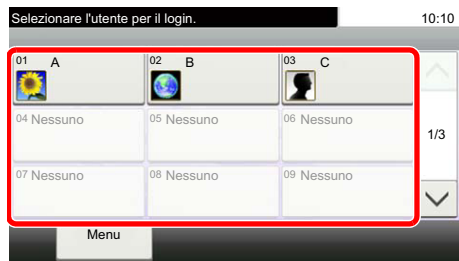 Selezionare l'utente per il login. 10:10
01 A 02 B 03 C
04 Nessuno 05 Nessuno 06 Nessuno
1/3
07 Nessuno 08 Nessuno 09 Nessuno
Menu